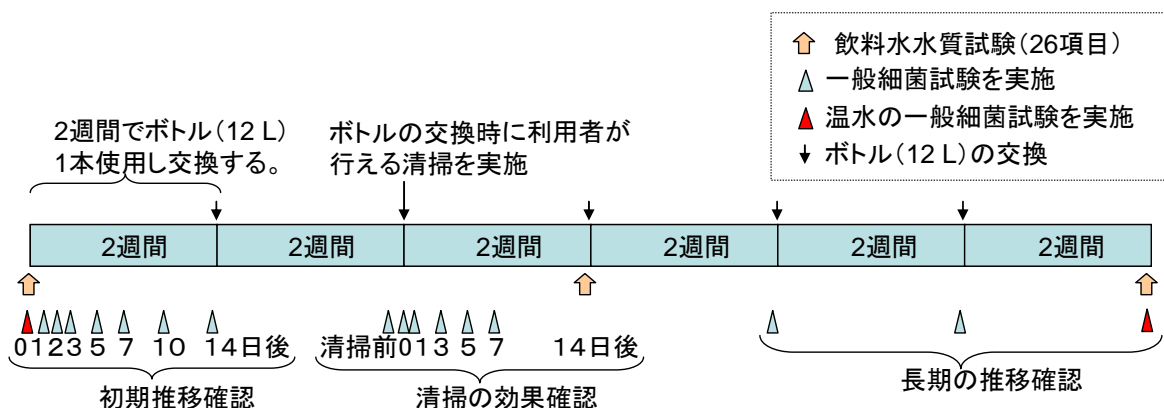 飲料水水質試験(26項目)
一般細菌試験を実施
温水の一般細菌試験を実施
ボトル(12 L)の交換
2週間でボトル(12 L)
1本使用し交換する。
ボトルの交換時に利用者が
行える清掃を実施
2週間 2週間 2週間 2週間 2週間 2週間
0123 5 7 10 14日後 清掃前013 5 7 14日後
初期推移確認 清掃の効果確認 長期の推移確認